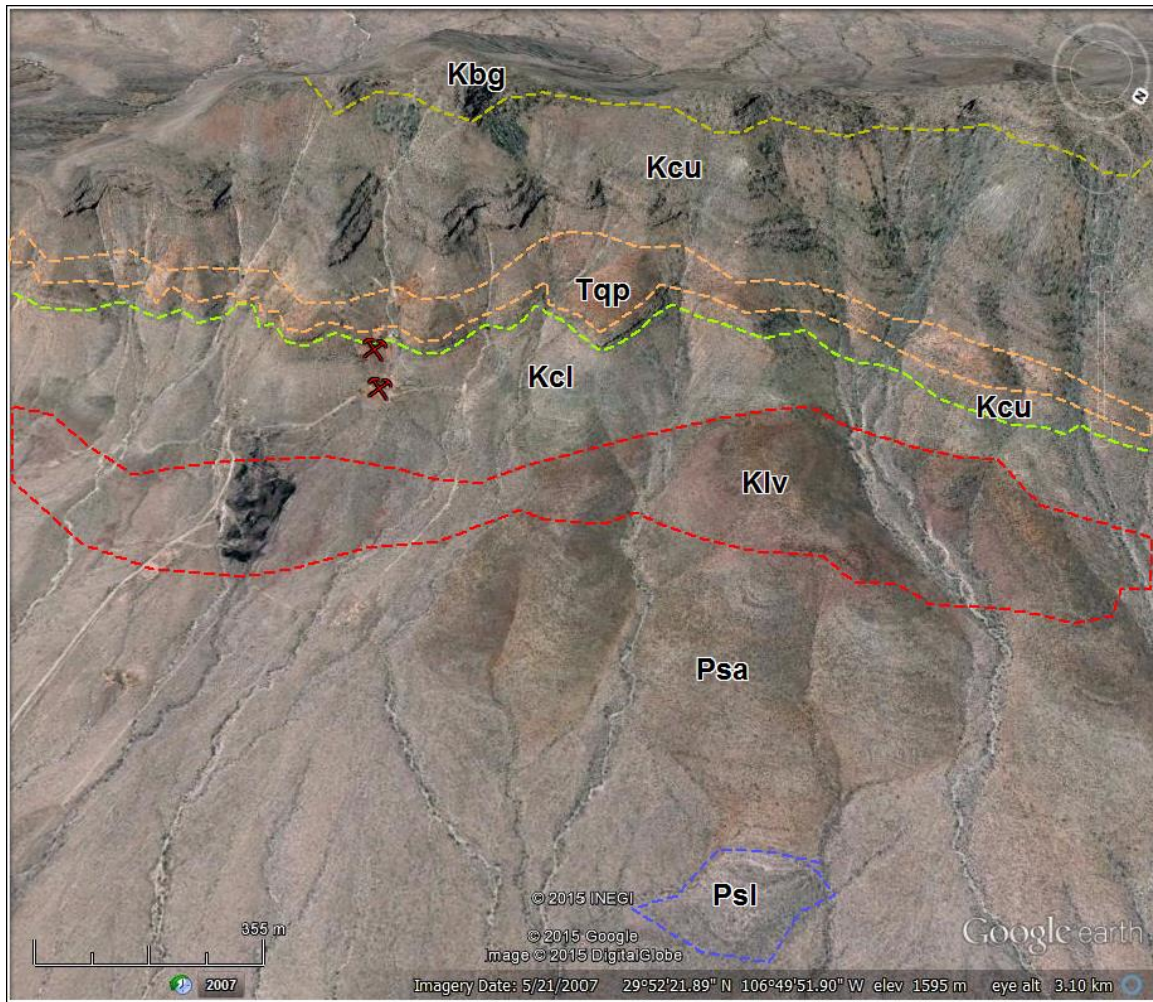 N
Kbg
Kcu
Tqp
Kcl
Kcu
Klv
Psa
Psl
© 2015 INEGI
355 m
© 2015 Google
Image © 2015 DigitalGlobe
Google earth
2007
Imagery Date: 5/21/2007 29°52'21.89" N 106°49'51.90" W elev 1595 m eye alt 3.10 km